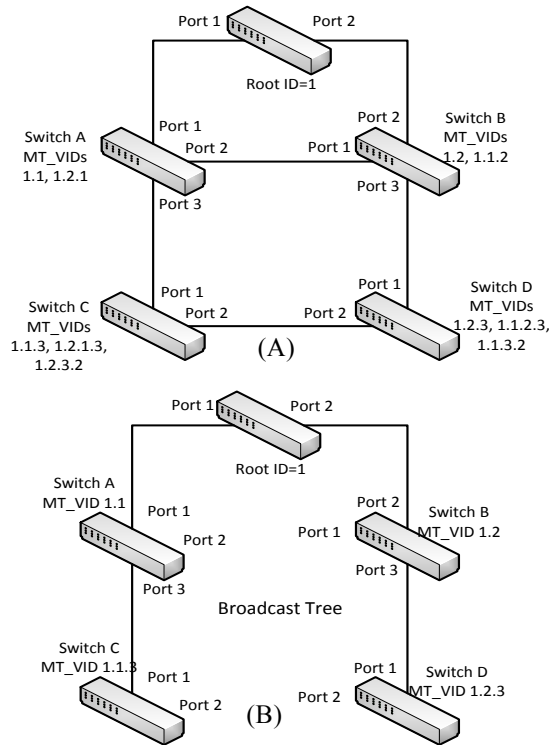 Port 1
Port 2
Root ID=1
Switch A
MT_VIDs
1.1, 1.2.1
Port 1
Port 2
Port 3
Port 2
Port 1
Port 3
Switch B
MT_VIDs
1.2, 1.1.2
Switch C
MT_VIDs
1.1.3, 1.2.1.3,
1.2.3.2
Port 1
Port 2
(A)
Port 1
Port 2
Switch D
MT_VIDs
1.2.3, 1.1.2.3,
1.1.3.2
Port 1
Port 2
Root ID=1
Switch A
MT_VID 1.1
Port 1
Port 2
Port 3
Port 2
Port 1
Port 3
Switch B
MT_VID 1.2
Broadcast Tree
Switch C
MT_VID 1.1.3
Port 1
Port 2
(B)
Port 1
Port 2
Switch D
MT_VID 1.2.3